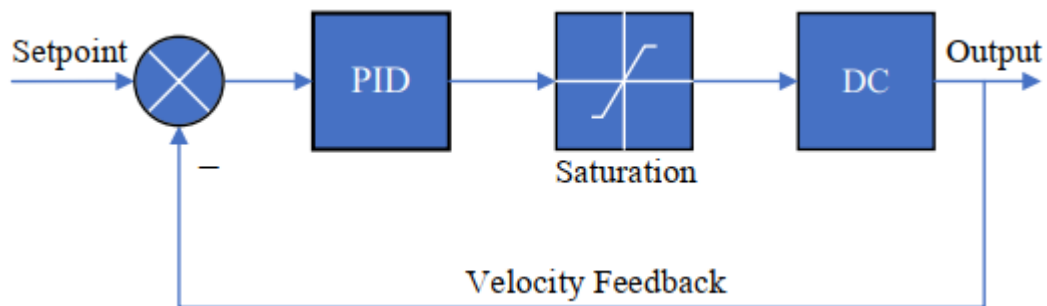 Setpoint
PID
Saturation
DC
Output
–
Velocity Feedback